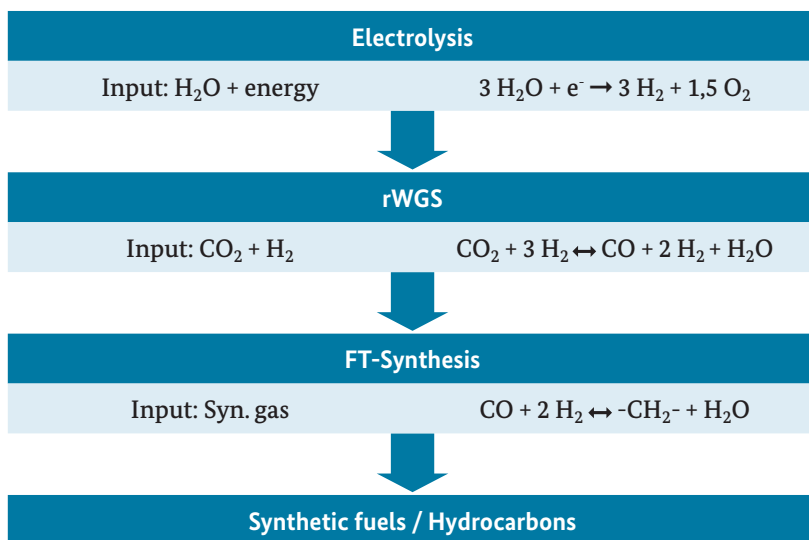 Electrolysis
Input: H₂O + energy 3 H₂O + e⁻ → 3 H₂ + 1,5 O₂
rWGS
Input: CO₂ + H₂ CO₂ + 3 H₂ ↔ CO + 2 H₂ + H₂O
FT-Synthesis
Input: Syn. gas CO + 2 H₂ ↔ -CH₂- + H₂O
Synthetic fuels / Hydrocarbons